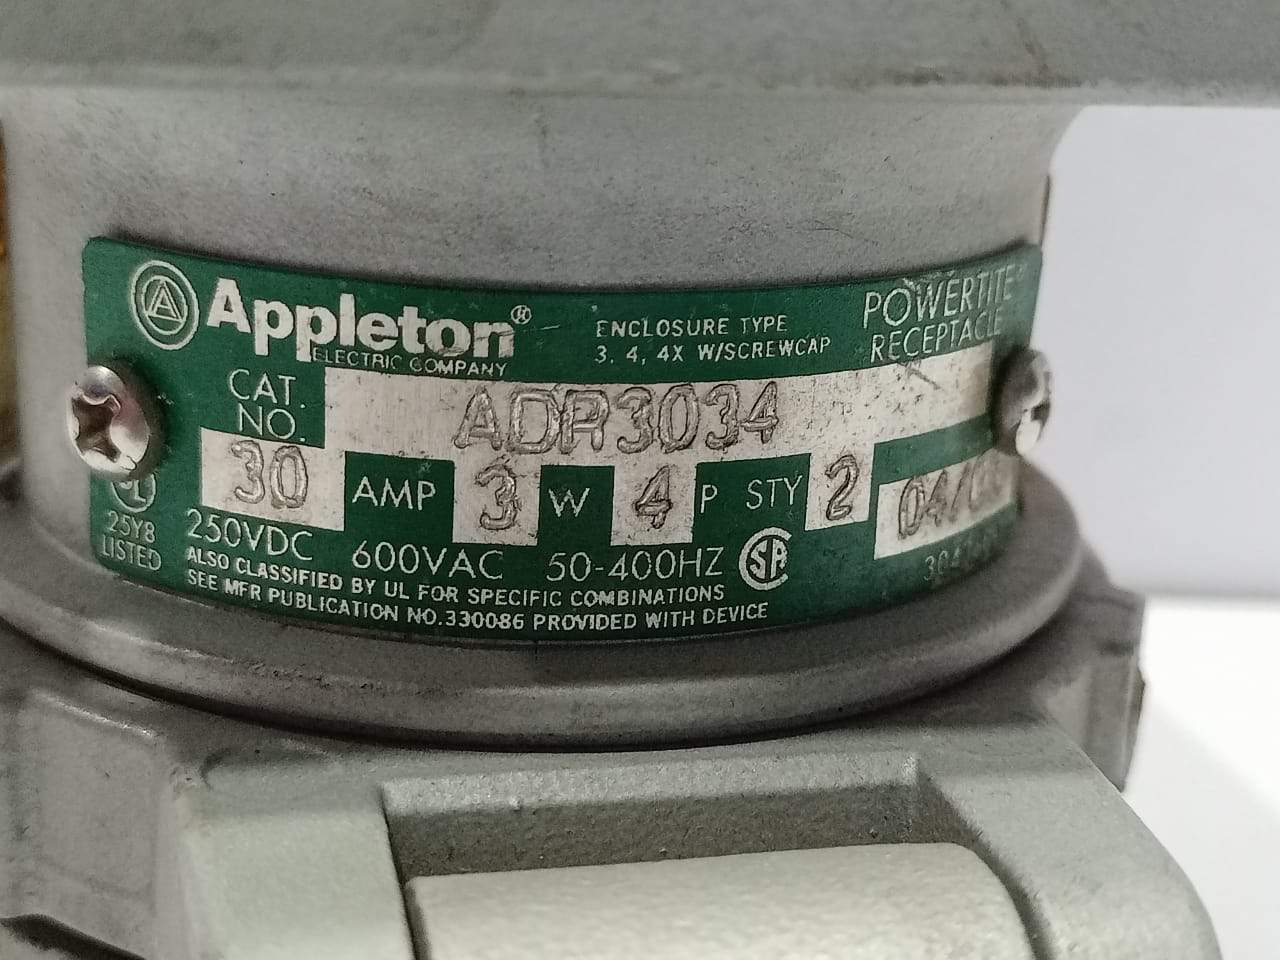 Appleton®
ELECTRIC COMPANY
ENCLOSURE TYPE
3, 4, 4X W/SCREWCAP
POWERTITE
RECEPTACLE
CAT.
NO. ADR3034
30 AMP 3 W 4 P STY 2
UL
25Y8
LISTED
250VDC 600VAC 50-400HZ
ALSO CLASSIFIED BY UL FOR SPECIFIC COMBINATIONS
SEE MFR PUBLICATION NO.330086 PROVIDED WITH DEVICE